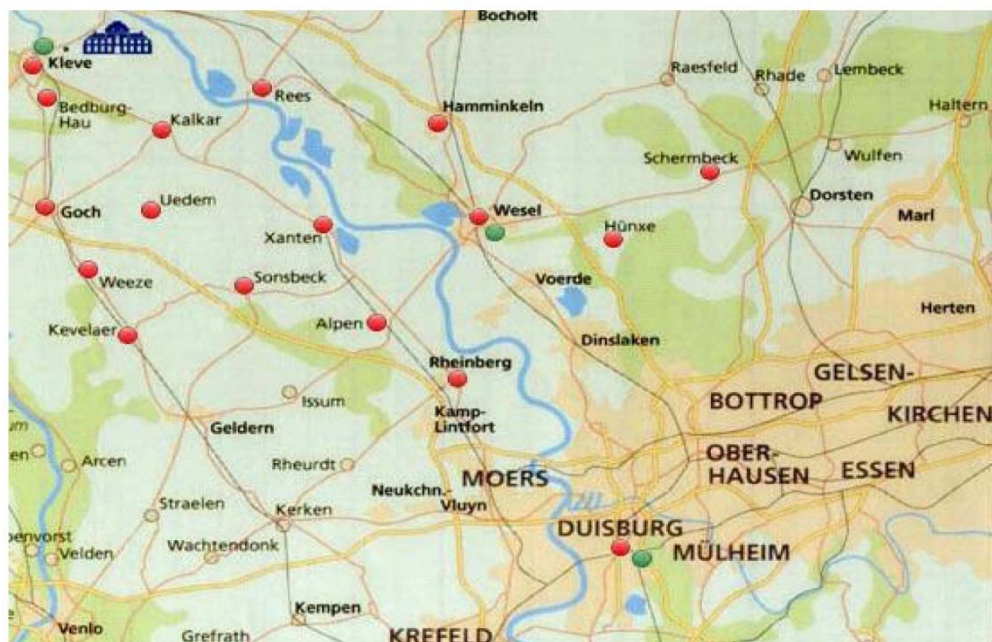 Bocholt
Kleve
Raesfeld
Rhade
Lembeck
Bedburg-
Hau
Rees
Hamminkeln
Haltern
Kalkar
Schermbeck
Wulfen
Uedem
Goch
Wesel
Dorsten
Marl
Xanten
Hünxe
Weeze
Sonsbeck
Voerde
Herten
Kevelaer
Alpen
Dinslaken
Rheinberg
GELSEN-
KIRCHEN
BOTTROP
Issum
Kamp-
Lintfort
Geldern
OBER-
HAUSEN
ESSEN
Arcen
Rheurdt
MOERS
Neukchn.-
Vluyn
Straelen
Kerken
DUISBURG
MÜLHEIM
Velden
Wachtendonk
Kempen
Venlo
Grefrath
KREFELD